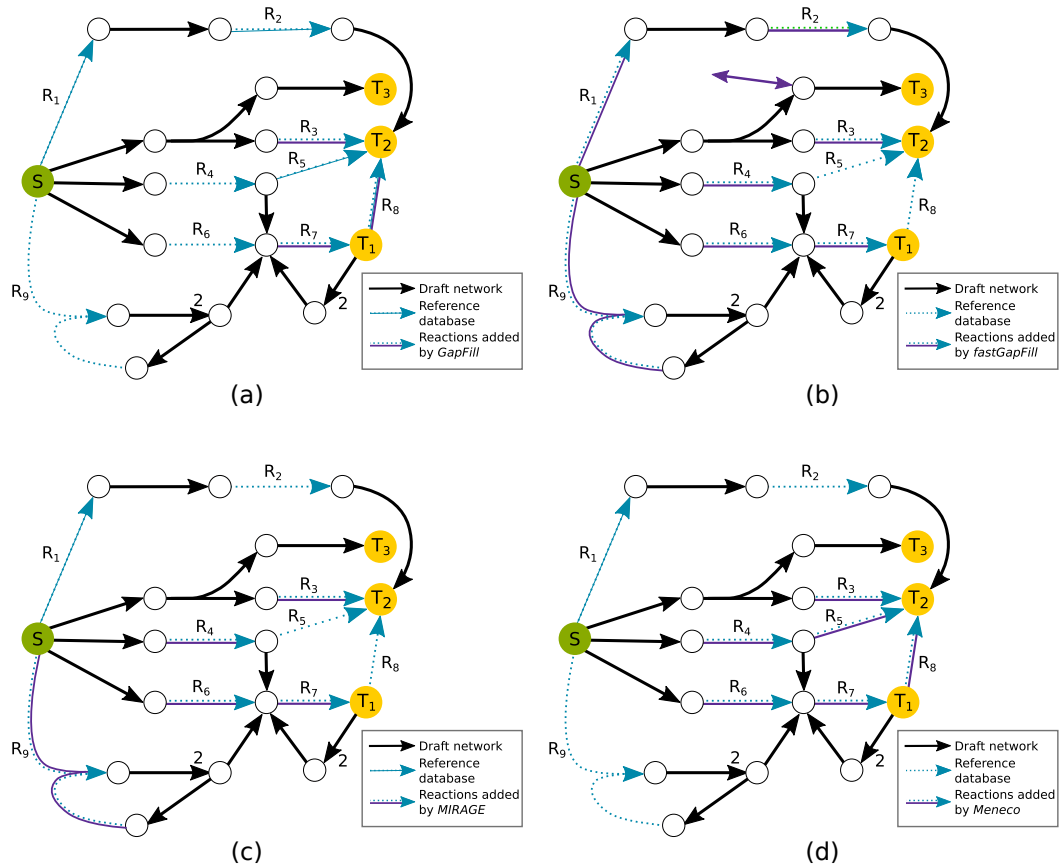 R2
R1
T3
R3
T2
R5
R4
S
R8
R6
R7
T1
R9
2
2
Draft network
Reference
database
Reactions added
by GapFill
(a)
R2
R1
T3
R3
T2
R5
R4
S
R8
R6
R7
T1
R9
2
2
Draft network
Reference
database
Reactions added
by fastGapFill
(b)
R2
R1
T3
R3
T2
R5
R4
S
R8
R6
R7
T1
R9
2
2
Draft network
Reference
database
Reactions added
by MIRAGE
(c)
R2
R1
T3
R3
T2
R5
R4
S
R8
R6
R7
T1
R9
2
2
Draft network
Reference
database
Reactions added
by Meneco
(d)